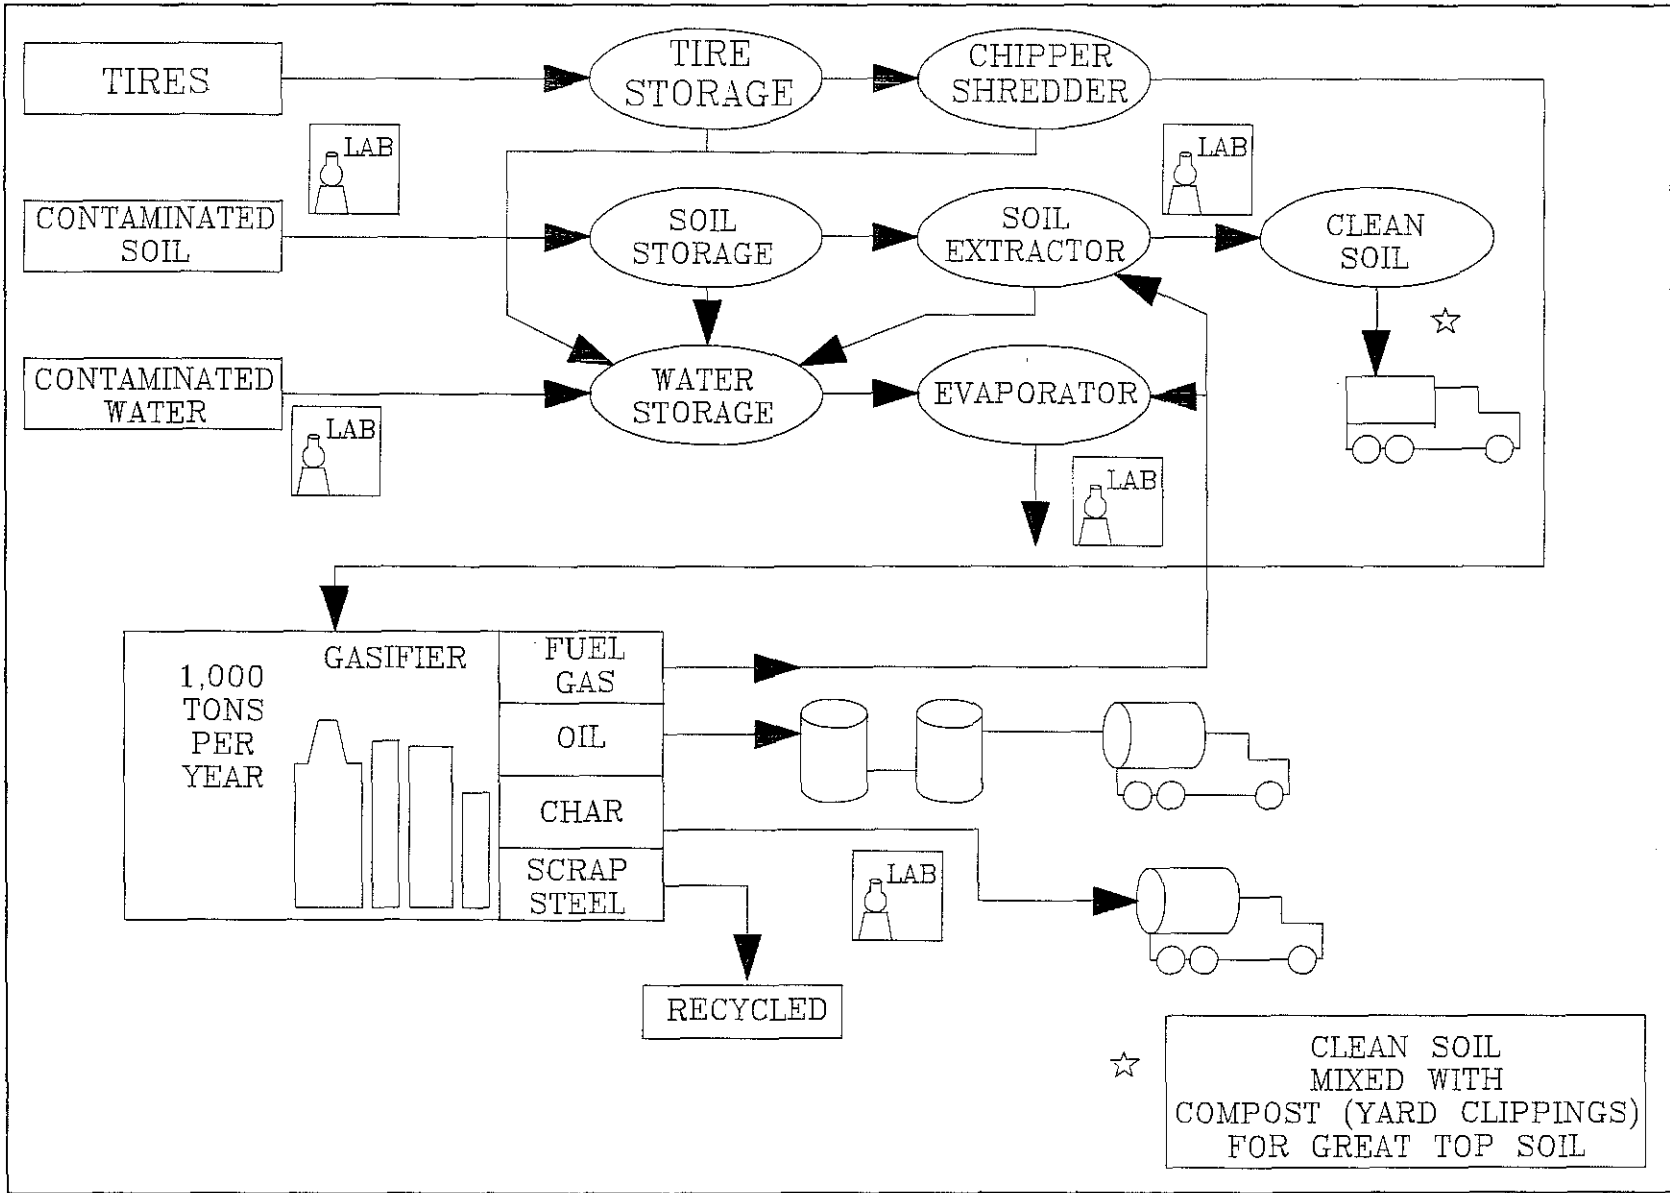 TIRES
TIRE
STORAGE
CHIPPER
SHREDDER
LAB
LAB
CONTAMINATED
SOIL
SOIL
STORAGE
SOIL
EXTRACTOR
CLEAN
SOIL
CONTAMINATED
WATER
WATER
STORAGE
EVAPORATOR
LAB
LAB
GASIFIER
1,000
TONS
PER
YEAR
FUEL
GAS
OIL
CHAR
SCRAP
STEEL
LAB
RECYCLED
CLEAN SOIL
MIXED WITH
COMPOST (YARD CLIPPINGS)
FOR GREAT TOP SOIL